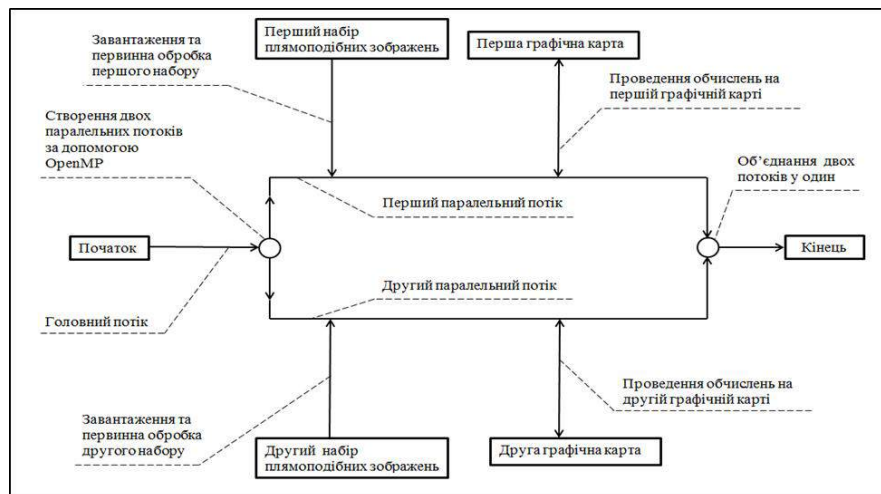 Завантаження та
первинна обробка
першого набору
Перший набір
плямоподібних зображень
Перша графічна карта
Проведення обчислень на
першій графічній карті
Створення двох
паралельних потоків
за допомогою
OpenMP
Об’єднання двох
потоків у один
Перший паралельний потік
Початок
Кінець
Другий паралельний потік
Головний потік
Проведення обчислень на
другій графічній карті
Завантаження та
первинна обробка
другого набору
Другий набір
плямоподібних зображень
Друга графічна карта